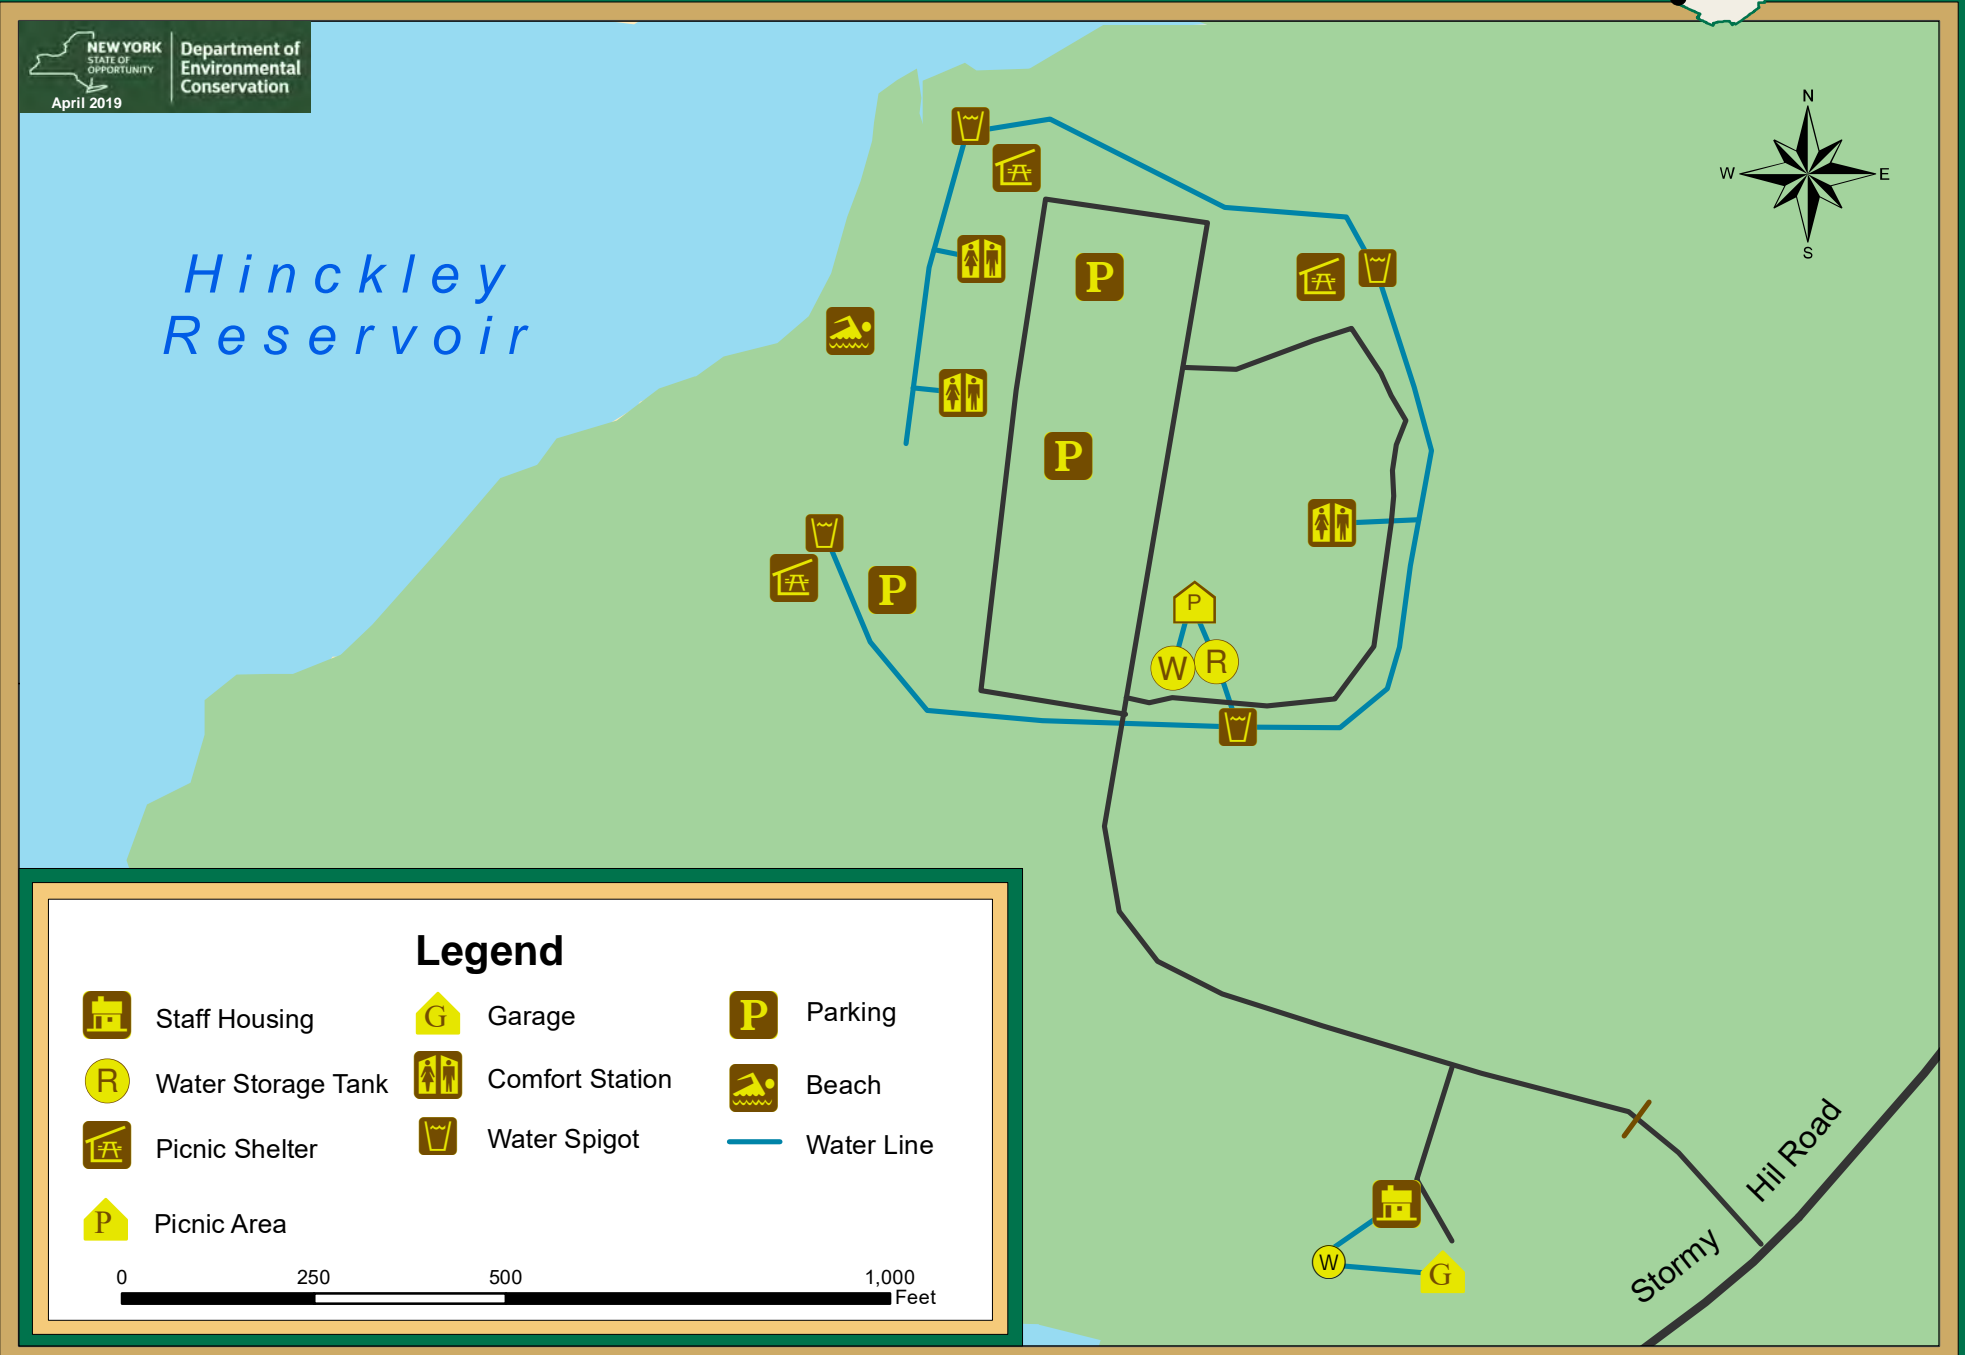 NEW YORK
STATE OF
OPPORTUNITY
Department of
Environmental
Conservation
April 2019
N
W
E
S
Hinckley
Reservoir
P
P
P
P
W
R
W
G
Hil Road
Stormy
Legend
Staff Housing
G
Garage
P
Parking
R
Water Storage Tank
Comfort Station
Beach
Picnic Shelter
Water Spigot
Water Line
P
Picnic Area
0
250
500
1,000
Feet